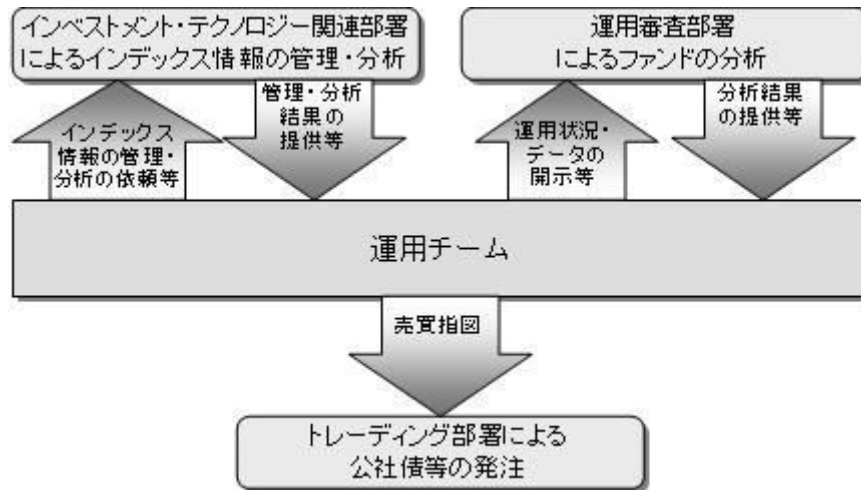 インベストメント・テクノロジー関連部署
によるインデックス情報の管理・分析
運用審査部署
によるファンドの分析
インデックス
情報の管理・
分析の依頼等
管理・分析
結果の
提供等
運用状況・
データの
開示等
分析結果
の提供等
運用チーム
売買指図
トレーディング部署による
公社債等の発注